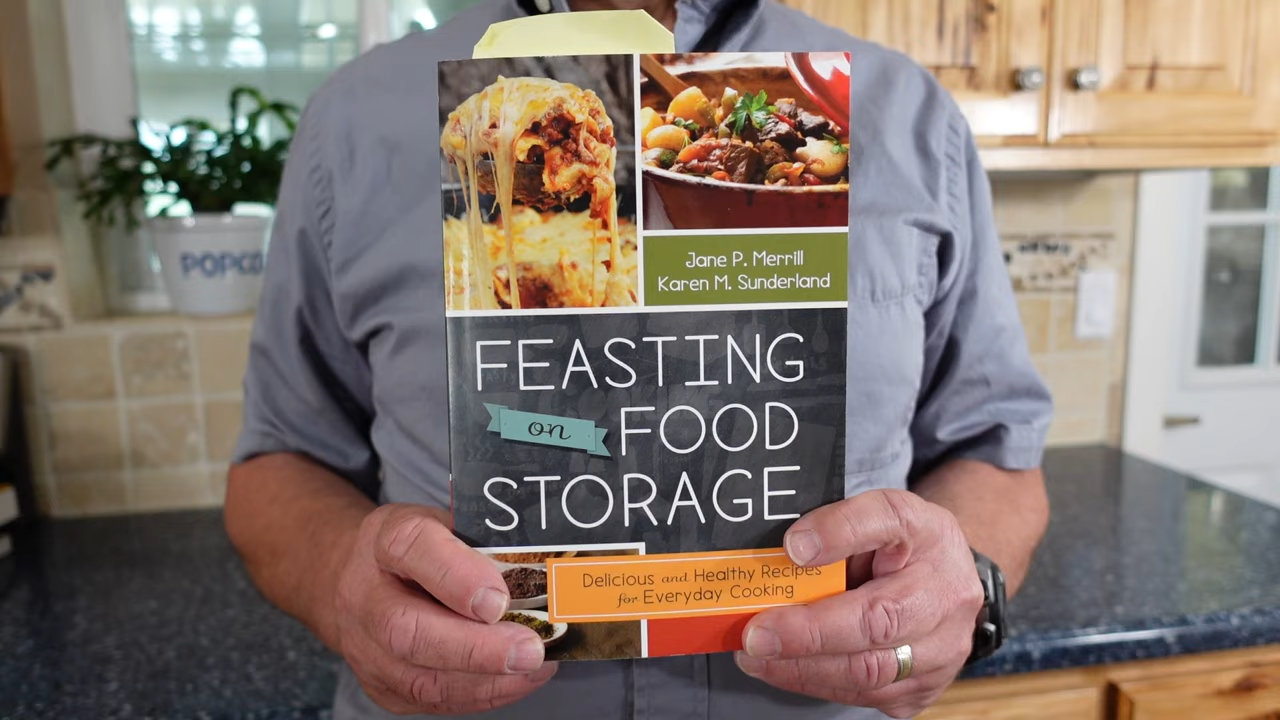 POPCO
Jane P. Merrill
Karen M. Sunderland
FEASTING
on FOOD
STORAGE
Delicious and Healthy Recipes
for Everyday Cooking